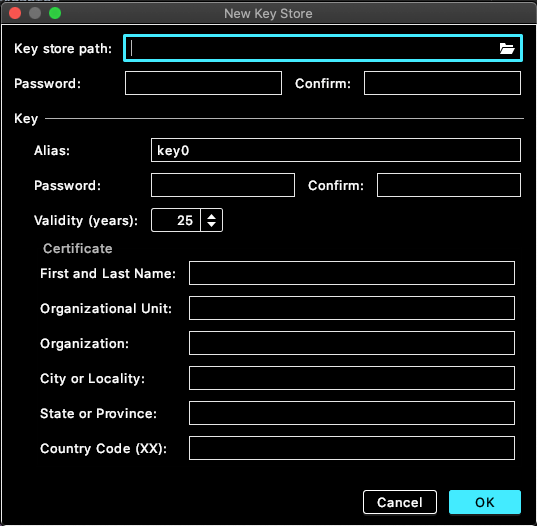 New Key Store
Key store path:
Password: Confirm:
Key
Alias: key0
Password: Confirm:
Validity (years): 25
Certificate
First and Last Name:
Organizational Unit:
Organization:
City or Locality:
State or Province:
Country Code (XX):
Cancel OK